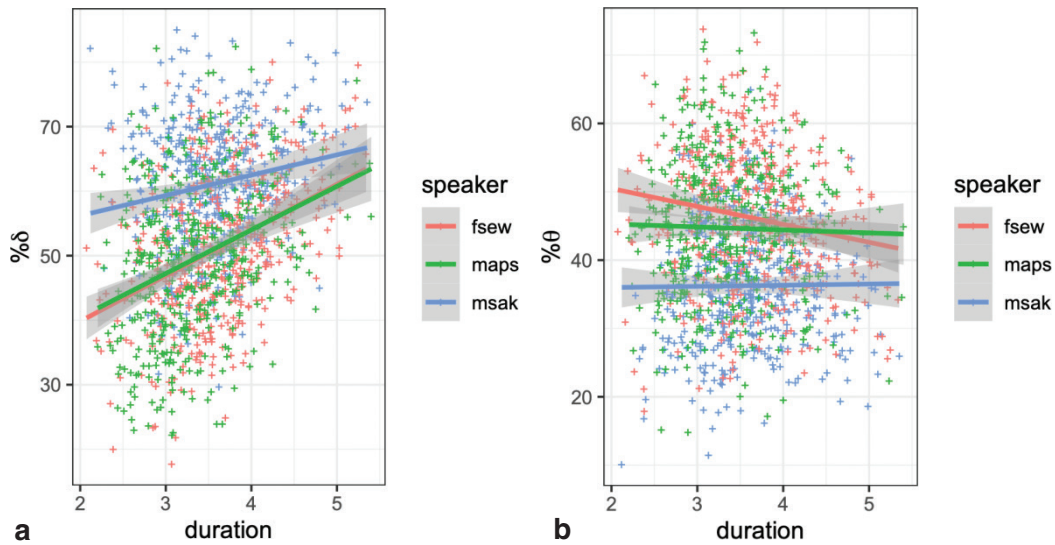 %δ
70
50
30
2 3 4 5
duration
a
speaker
fsew
maps
msak
%θ
60
40
20
2 3 4 5
duration
b
speaker
fsew
maps
msak